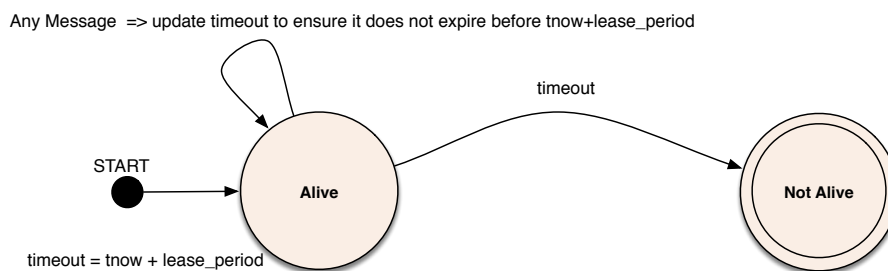 Any Message  => update timeout to ensure it does not expire before tnow+lease_period
timeout
START
Alive
Not Alive
timeout = tnow + lease_period